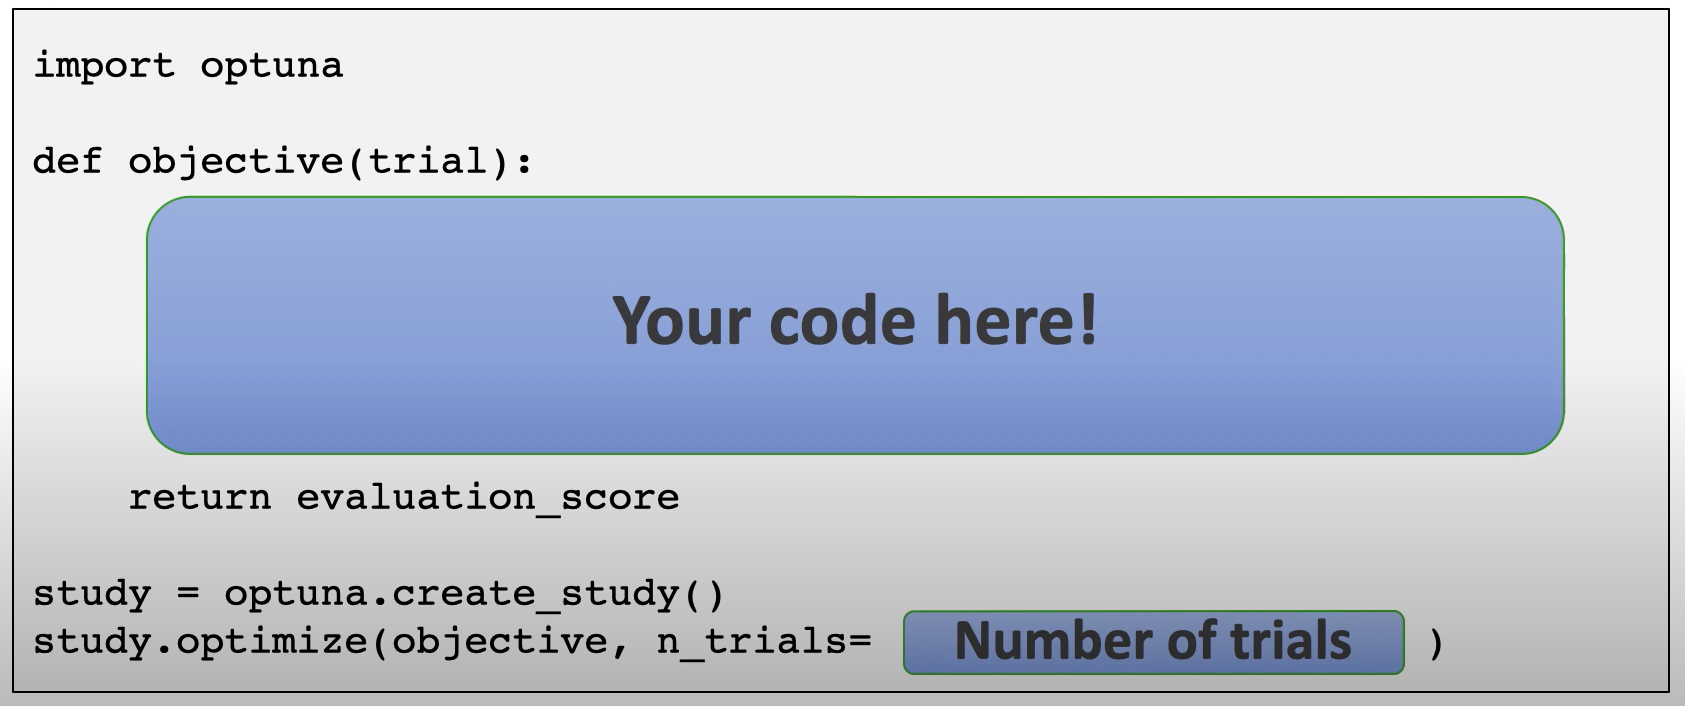 import optuna
def objective(trial):
Your code here!
return evaluation_score
study = optuna.create_study()
study.optimize(objective, n_trials= Number of trials )